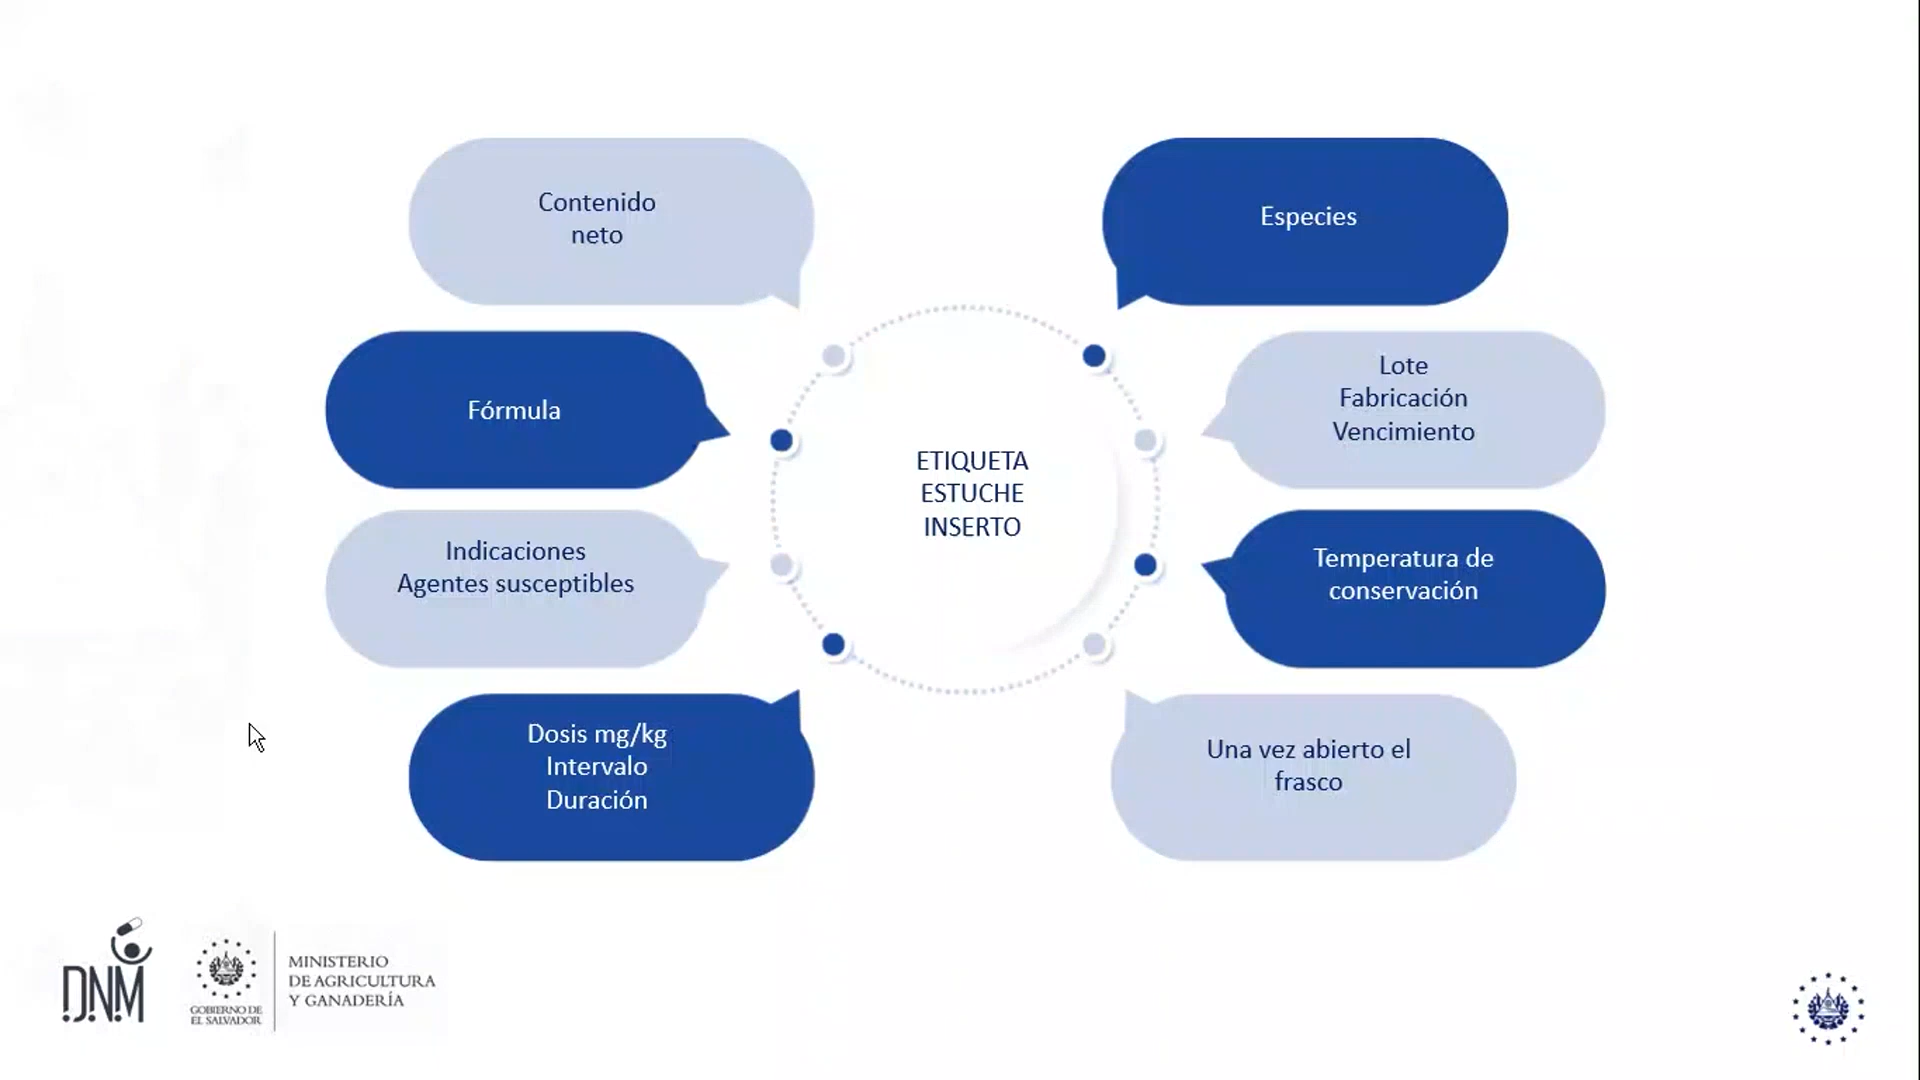 Contenido
neto
Especies
Fórmula
Lote
Fabricación
Vencimiento
ETIQUETA
ESTUCHE
INSERTO
Indicaciones
Agentes susceptibles
Temperatura de
conservación
Dosis mg/kg
Intervalo
Duración
Una vez abierto el
frasco
D.N.M
GOBIERNO DE
EL SALVADOR
MINISTERIO
DE AGRICULTURA
Y GANADERÍA